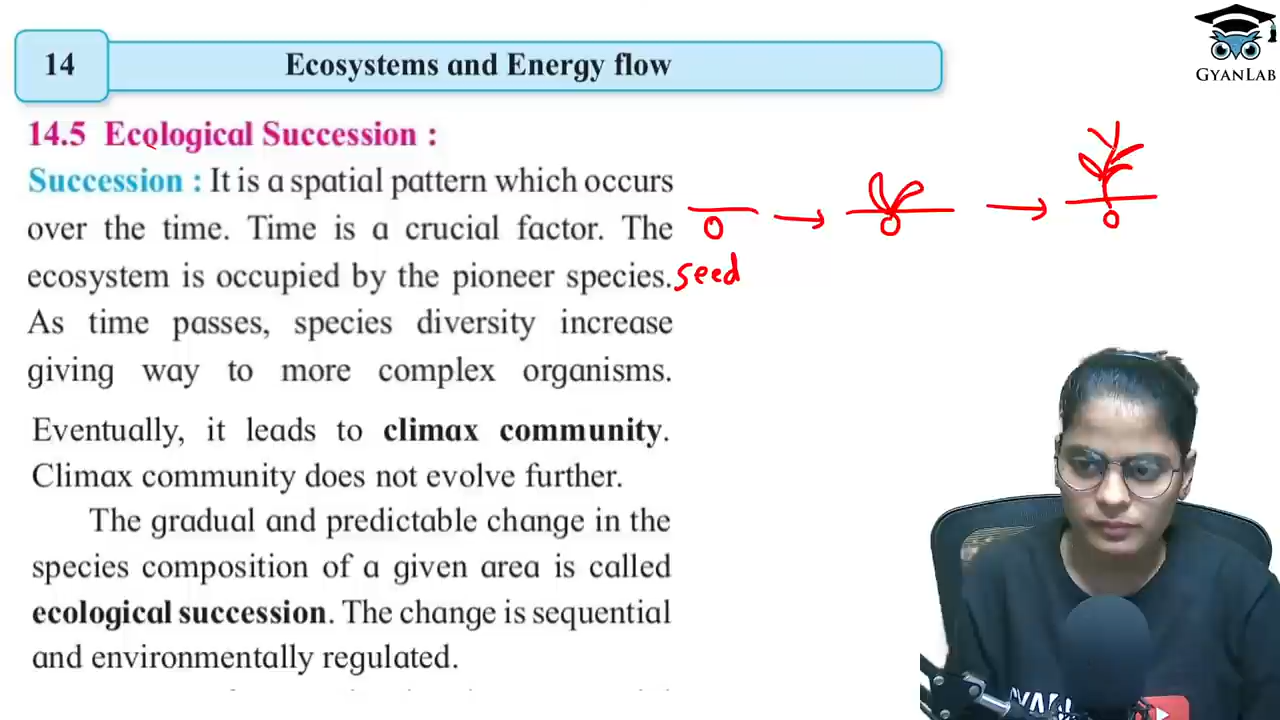 14
Ecosystems and Energy flow
GYANLAB
14.5 Ecological Succession :
Succession : It is a spatial pattern which occurs
over the time. Time is a crucial factor. The
ecosystem is occupied by the pioneer species.
As time passes, species diversity increase
giving way to more complex organisms.
Eventually, it leads to climax community.
Climax community does not evolve further.
The gradual and predictable change in the
species composition of a given area is called
ecological succession. The change is sequential
and environmentally regulated.
seed